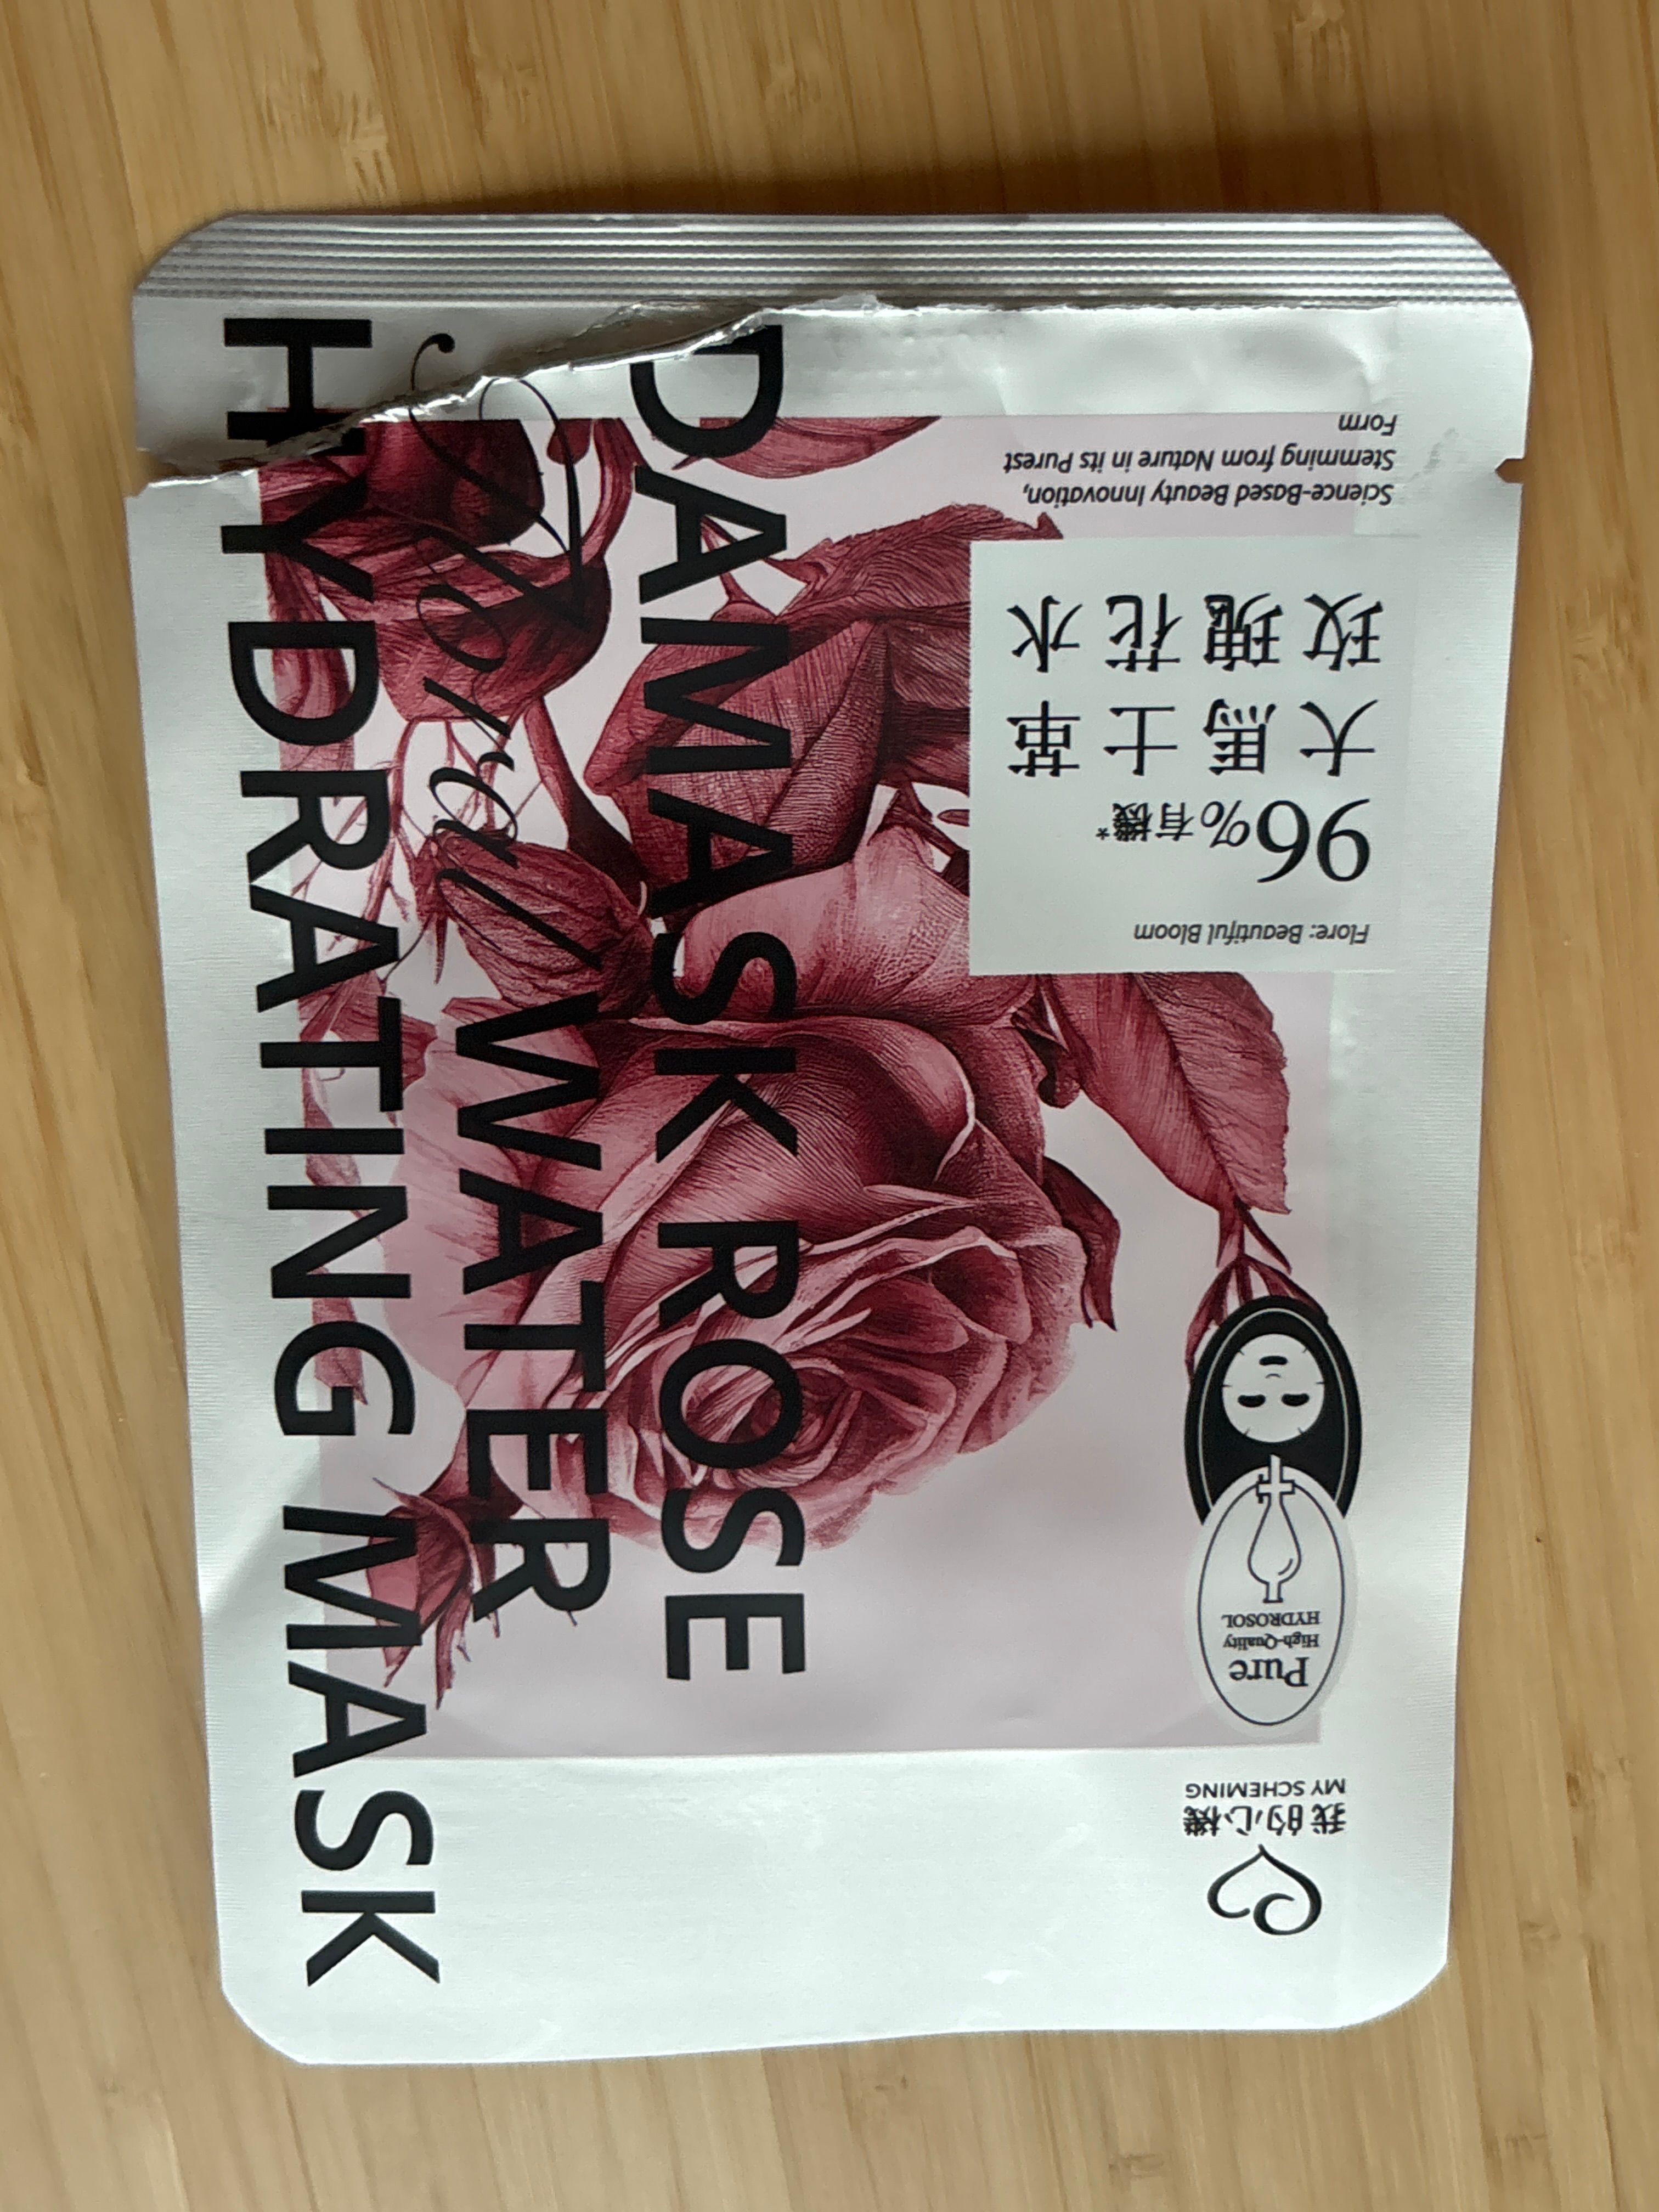 我的心機
MY SCHEMING
Pure
High-Quality
HYDROSOL
Flore: Beautiful Bloom
96%有機*
大馬士革
玫瑰花水
Science-Based Beauty Innovation,
Stemming from Nature in its Purest
Form
DAMASK ROSE
Floral WATER
HYDRATING MASK